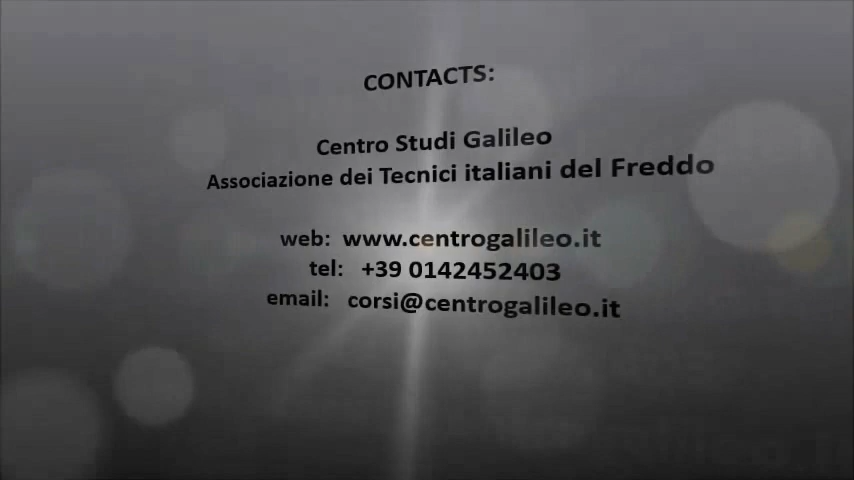 CONTACTS:
Centro Studi Galileo
Associazione dei Tecnici italiani del Freddo
web: www.centrogalileo.it
tel: +39 0142452403
email: corsi@centrogalileo.it